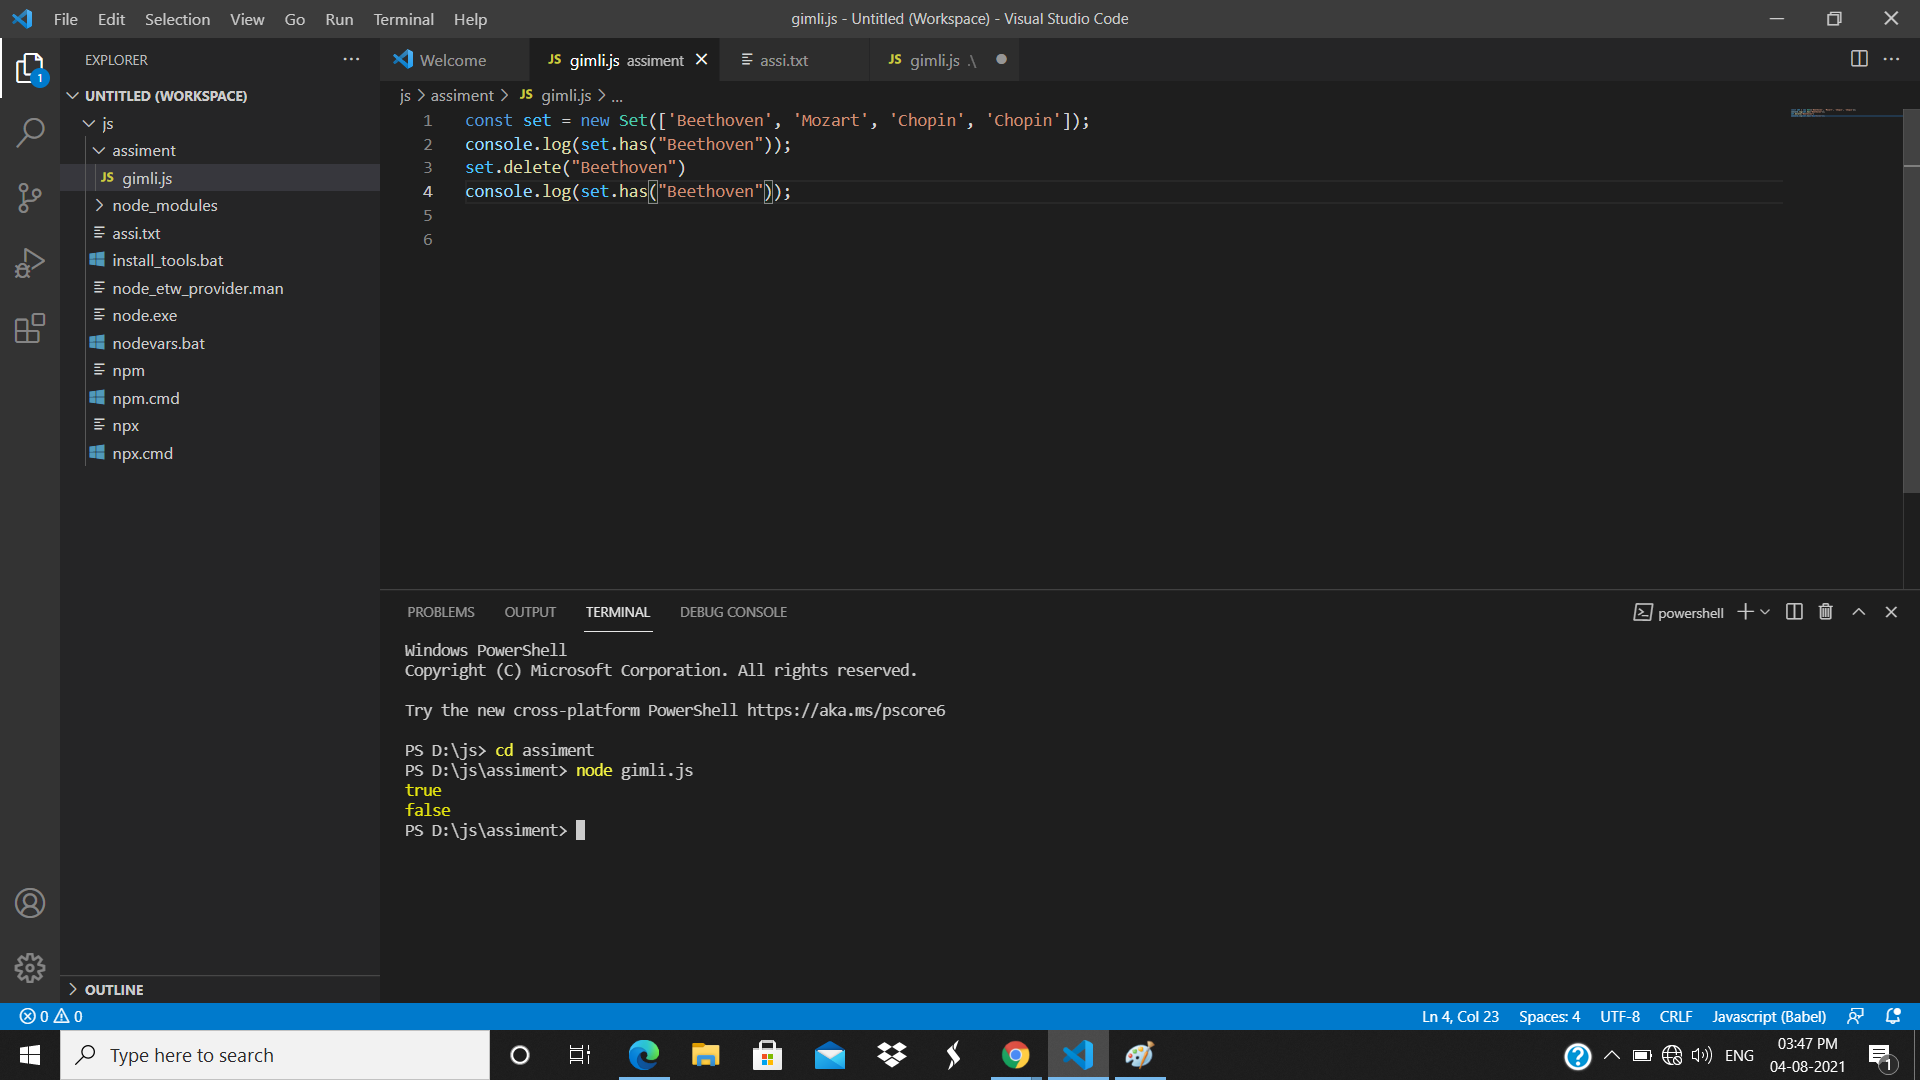 File Edit Selection View Go Run Terminal Help
gimli.js - Untitled (Workspace) - Visual Studio Code
EXPLORER
1
UNTITLED (WORKSPACE)
js
assiment
JS gimli.js
node_modules
assi.txt
install_tools.bat
node_etw_provider.man
node.exe
nodevars.bat
npm
npm.cmd
npx
npx.cmd
OUTLINE
Welcome
JS gimli.js assiment
assi.txt
JS gimli.js .\
js > assiment > JS gimli.js > ...
1 const set = new Set(['Beethoven', 'Mozart', 'Chopin', 'Chopin']);
2 console.log(set.has("Beethoven"));
3 set.delete("Beethoven")
4 console.log(set.has("Beethoven"));
5
6
PROBLEMS OUTPUT TERMINAL DEBUG CONSOLE
powershell
Windows PowerShell
Copyright (C) Microsoft Corporation. All rights reserved.
Try the new cross-platform PowerShell https://aka.ms/pscore6
PS D:\js> cd assiment
PS D:\js\assiment> node gimli.js
true
false
PS D:\js\assiment>
0 0
Ln 4, Col 23 Spaces: 4 UTF-8 CRLF Javascript (Babel)
Type here to search
ENG
03:47 PM
04-08-2021
1